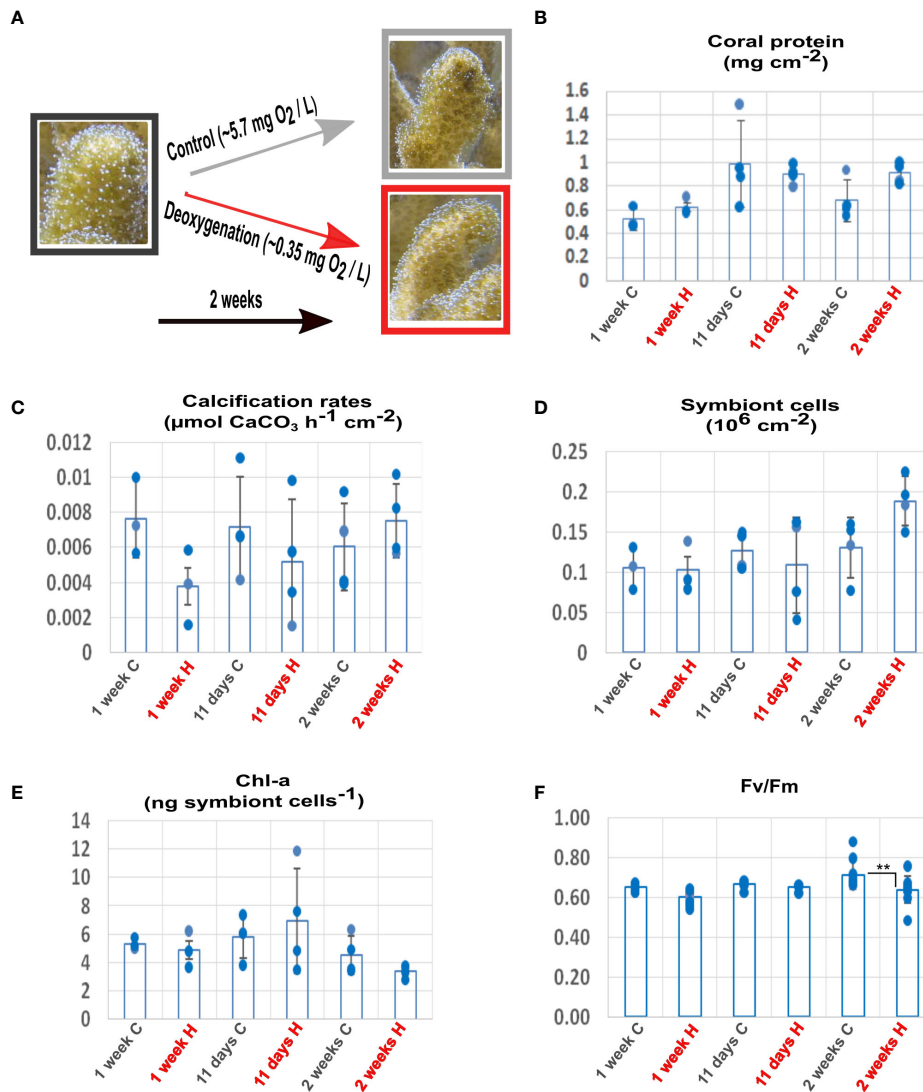 A
Control (~5.7 mg O2 / L)
Deoxygenation (~0.35 mg O2 / L)
2 weeks
B
Coral protein
(mg cm-2)
1.6
1.4
1.2
1
0.8
0.6
0.4
0.2
0
1 week C
1 week H
11 days C
11 days H
2 weeks C
2 weeks H
C
Calcification rates
(µmol CaCO3 h-1 cm-2)
0.012
0.01
0.008
0.006
0.004
0.002
0
1 week C
1 week H
11 days C
11 days H
2 weeks C
2 weeks H
D
Symbiont cells
(10^6 cm-2)
0.25
0.2
0.15
0.1
0.05
0
1 week C
1 week H
11 days C
11 days H
2 weeks C
2 weeks H
E
Chl-a
(ng symbiont cells-1)
14
12
10
8
6
4
2
0
1 week C
1 week H
11 days C
11 days H
2 weeks C
2 weeks H
F
Fv/Fm
1.00
0.80
0.60
0.40
0.20
0.00
**
1 week C
1 week H
11 days C
11 days H
2 weeks C
2 weeks H